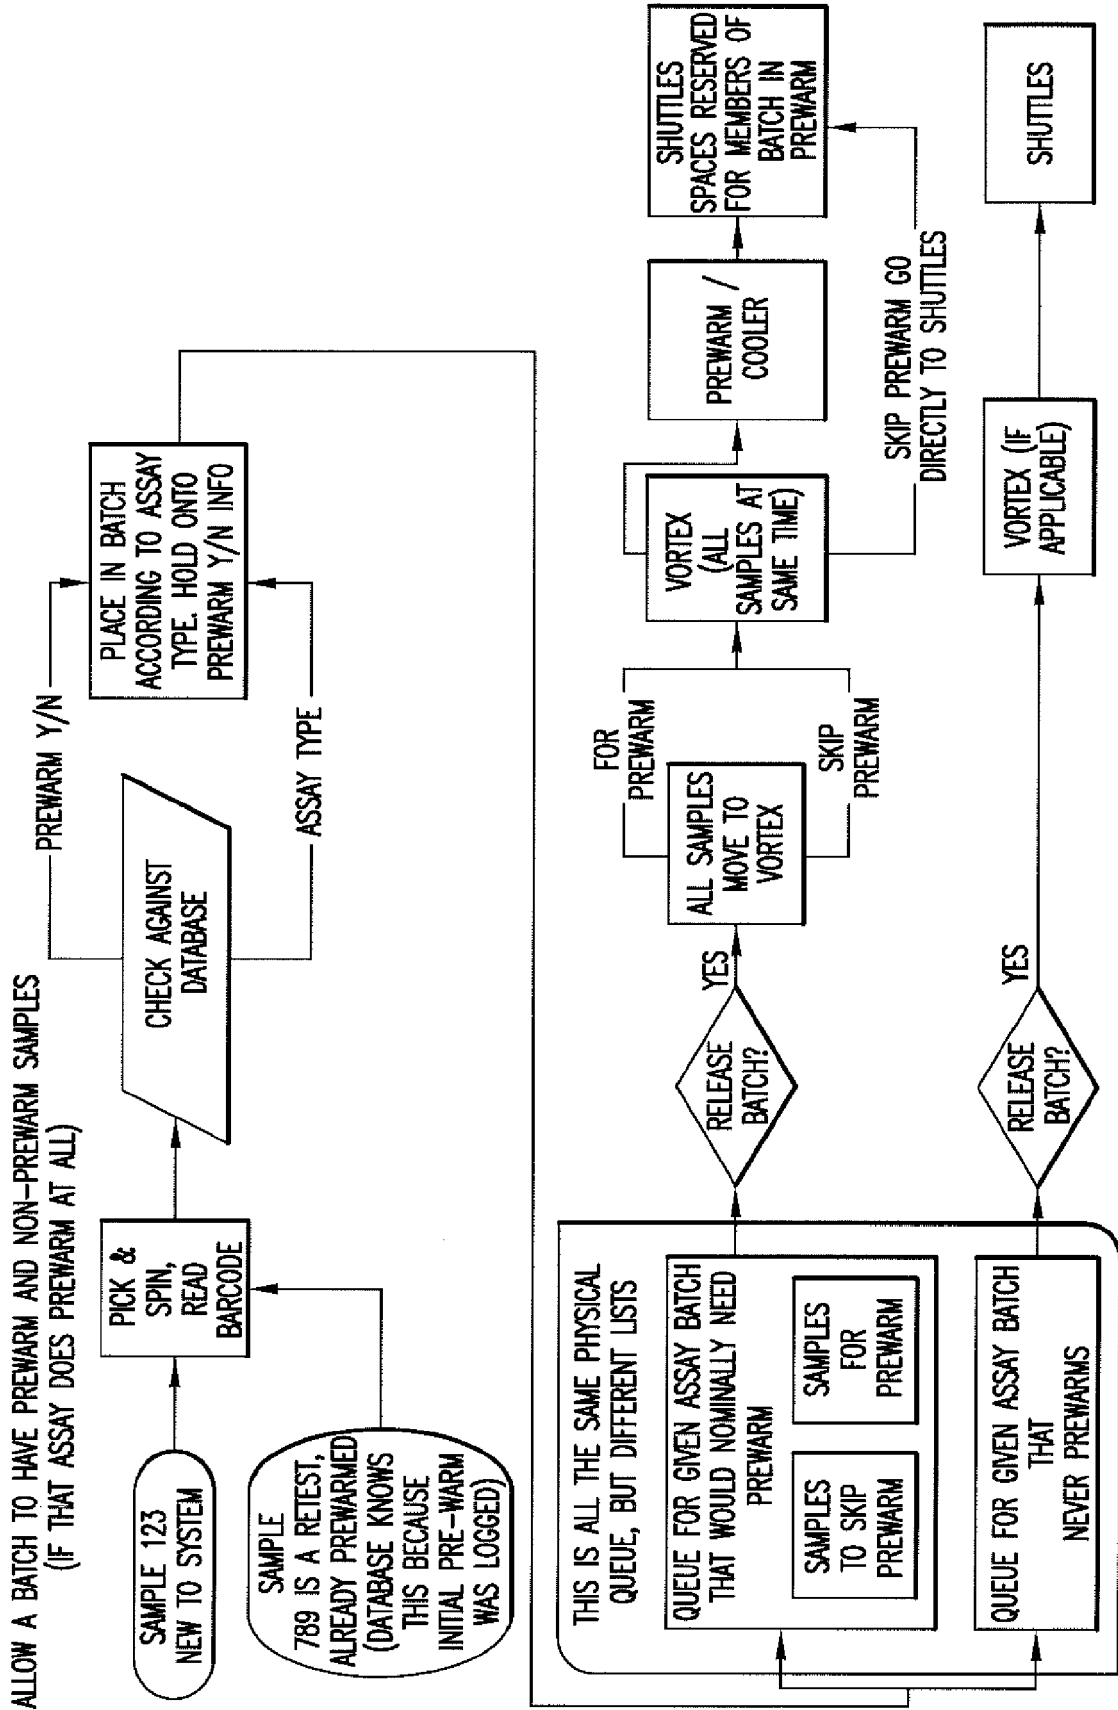 ALLOW A BATCH TO HAVE PREWARM AND NON-PREWARM SAMPLES
(IF THAT ASSAY DOES PREWARM AT ALL)
SAMPLE 123
NEW TO SYSTEM
SAMPLE
789 IS A RETEST,
ALREADY PREWARMED
(DATABASE KNOWS
THIS BECAUSE
INITIAL PRE-WARM
WAS LOGGED)
PICK &
SPIN,
READ
BARCODE
CHECK AGAINST
DATABASE
PREWARM Y/N
ASSAY TYPE
PLACE IN BATCH
ACCORDING TO ASSAY
TYPE. HOLD ONTO
PREWARM Y/N INFO
THIS IS ALL THE SAME PHYSICAL
QUEUE, BUT DIFFERENT LISTS
QUEUE FOR GIVEN ASSAY BATCH
THAT WOULD NOMINALLY NEED
PREWARM
SAMPLES
TO SKIP
PREWARM
SAMPLES
FOR
PREWARM
RELEASE
BATCH?
YES
ALL SAMPLES
MOVE TO
VORTEX
FOR
PREWARM
SKIP
PREWARM
VORTEX
(ALL
SAMPLES AT
SAME TIME)
PREWARM /
COOLER
SHUTTLES
SPACES RESERVED
FOR MEMBERS OF
BATCH IN
PREWARM
SKIP PREWARM GO
DIRECTLY TO SHUTTLES
QUEUE FOR GIVEN ASSAY BATCH
THAT
NEVER PREWARMS
RELEASE
BATCH?
YES
VORTEX (IF
APPLICABLE)
SHUTTLES